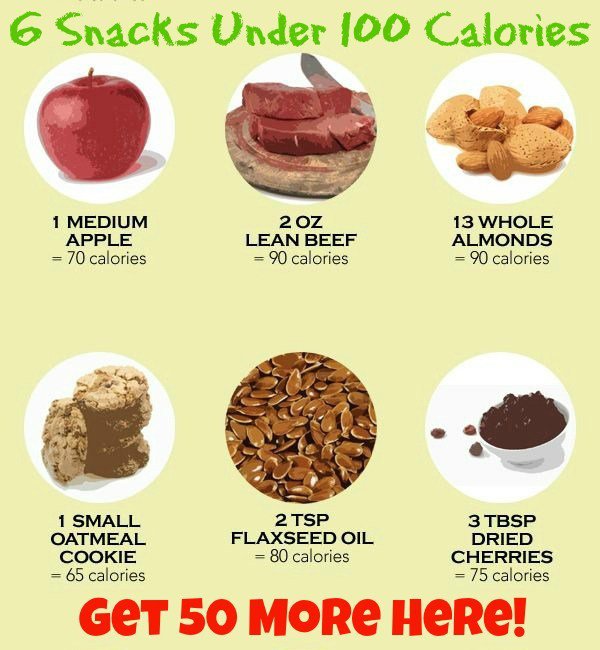 6 Snacks Under 100 Calories
1 MEDIUM
APPLE
= 70 calories
2 OZ
LEAN BEEF
= 90 calories
13 WHOLE
ALMONDS
= 90 calories
1 SMALL
OATMEAL
COOKIE
= 65 calories
2 TSP
FLAXSEED OIL
= 80 calories
3 TBSP
DRIED
CHERRIES
= 75 calories
Get 50 More Here!